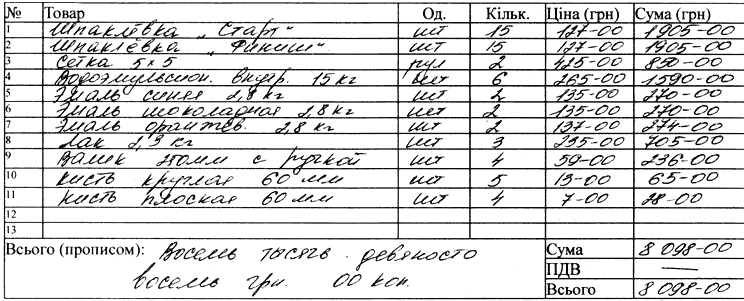 № Товар Од. Кільк. Ціна (грн) Сума (грн)
1 Шпаклёвка „Старт“ шт 15 127-00 1905-00
2 Шпаклёвка „Финиш“ шт 15 127-00 1905-00
3 Сетка 5×5 рул 2 425-00 850-00
4 Водоэмульсион. внутр. 15 кг шт 6 265-00 1590-00
5 Эмаль синяя 2,8 кг шт 2 135-00 270-00
6 Эмаль шоколадная 2,8 кг шт 2 135-00 270-00
7 Эмаль оранжев. 2,8 кг шт 2 137-00 274-00
8 Лак 2,3 кг шт 3 235-00 705-00
9 Валик 250мм с ручкой шт 4 59-00 236-00
10 Кисть круглая 60 мм шт 5 13-00 65-00
11 Кисть плоская 60 мм шт 4 7-00 28-00
12
13
Всього (прописом): Восемь тысяч девяносто Сума 8 098-00
восемь грн. 00 коп. ПДВ —
Всього 8 098-00